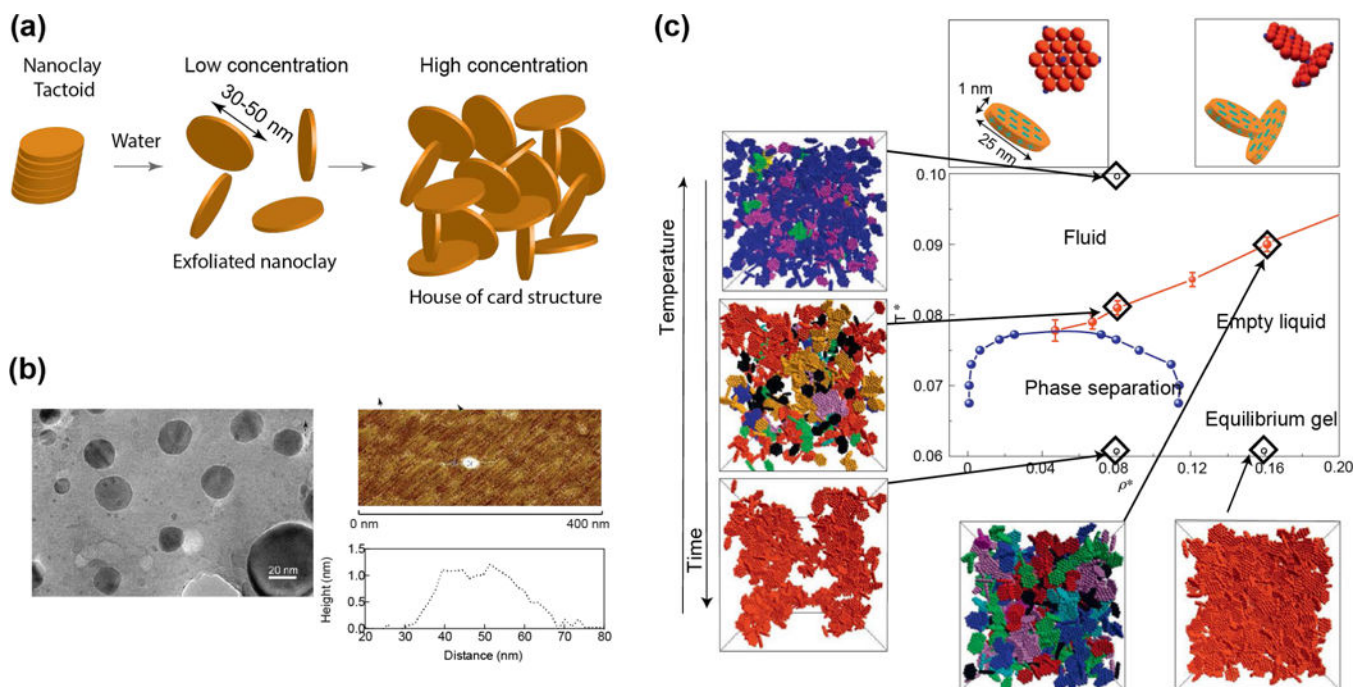 (a)
Nanoclay
Tactoid
Water
Low concentration
30-50 nm
Exfoliated nanoclay
High concentration
House of card structure
(b)
20 nm
0 nm
400 nm
Height (nm)
1.5
1.0
0.5
0.0
20
30
40
50
60
70
80
Distance (nm)
(c)
1 nm
25 nm
Temperature
Time
T*
0.10
0.09
0.08
0.07
0.06
Fluid
Empty liquid
Phase separation
Equilibrium gel
0
0.04
0.08
0.12
0.16
0.20
ρ*